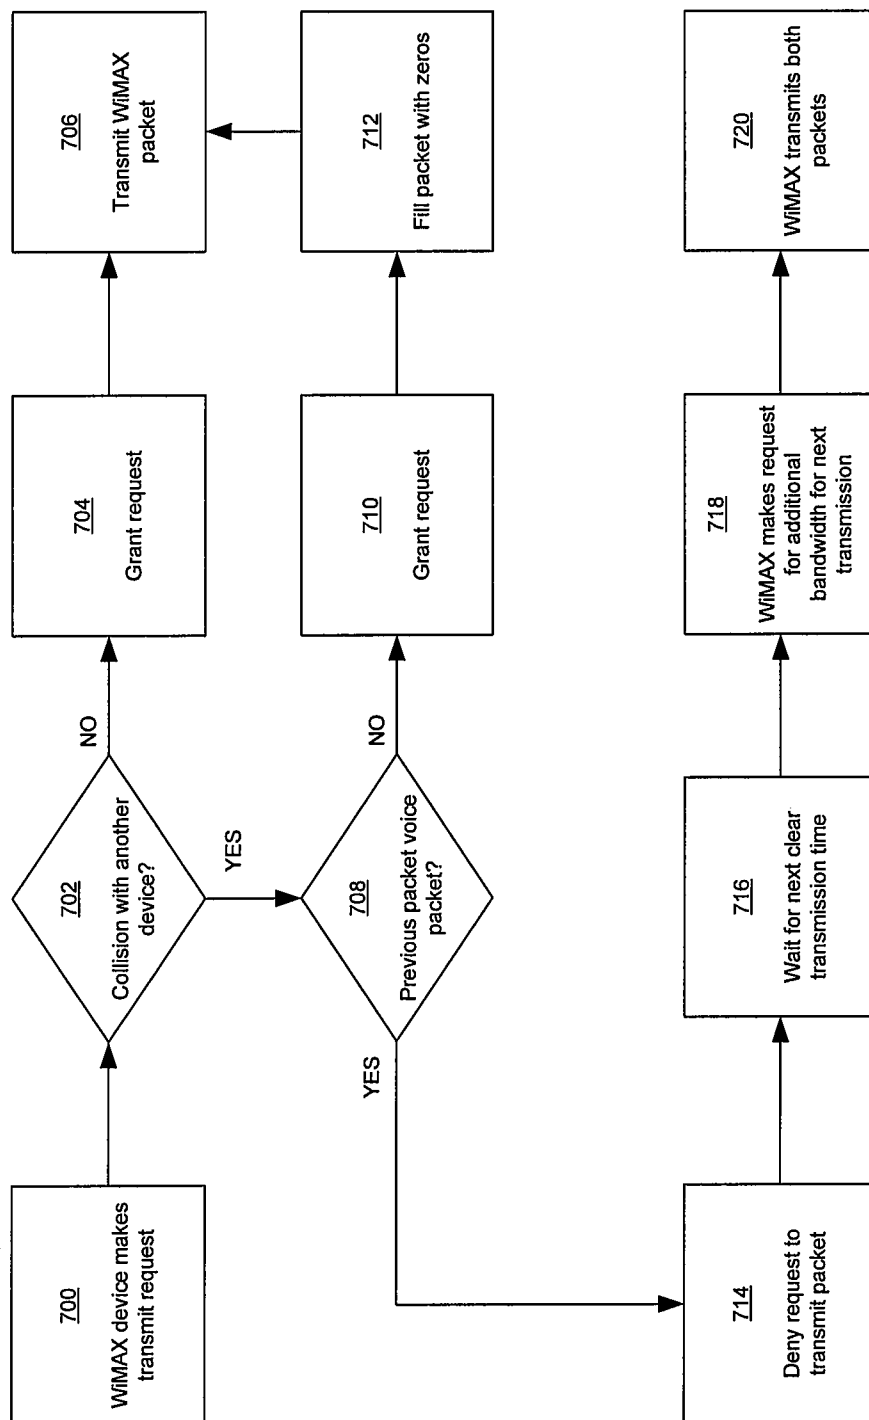 700
WiMAX device makes
transmit request
702
Collision with another
device?
NO
704
Grant request
706
Transmit WiMAX
packet
YES
708
Previous packet voice
packet?
NO
710
Grant request
712
Fill packet with zeros
YES
714
Deny request to
transmit packet
716
Wait for next clear
transmission time
718
WiMAX makes request
for additional
bandwidth for next
transmission
720
WiMAX transmits both
packets